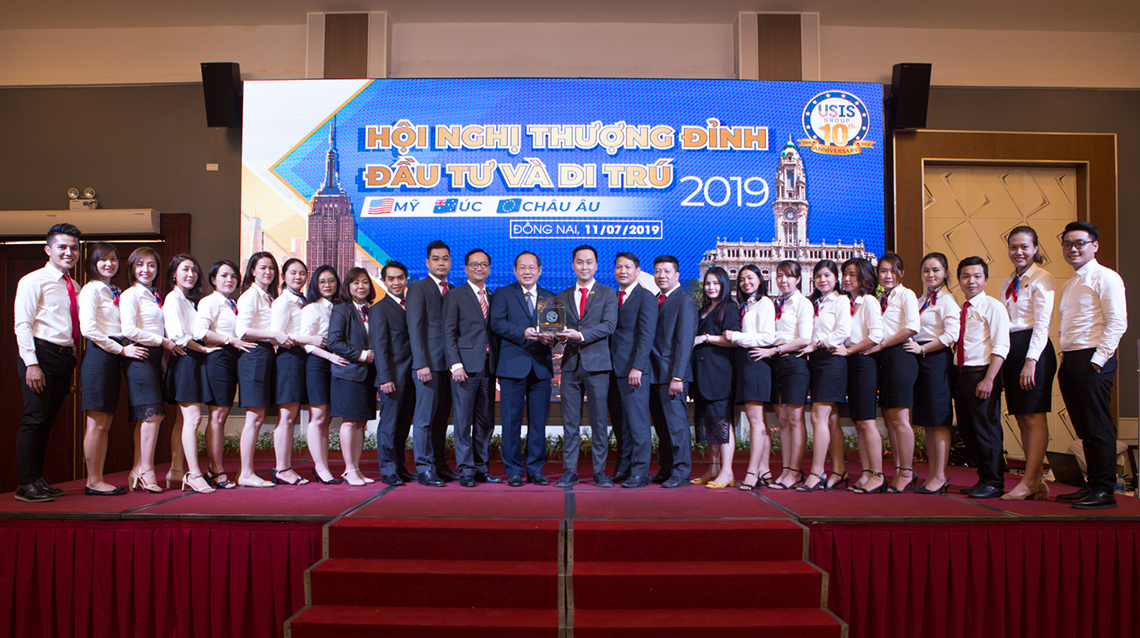 HỘI NGHỊ THƯỢNG ĐỈNH
ĐẦU TƯ VÀ DI TRÚ 2019
MỸ ÚC CHÂU ÂU
ĐỒNG NAI, 11/07/2019
USIS
GROUP
10th
ANNIVERSARY